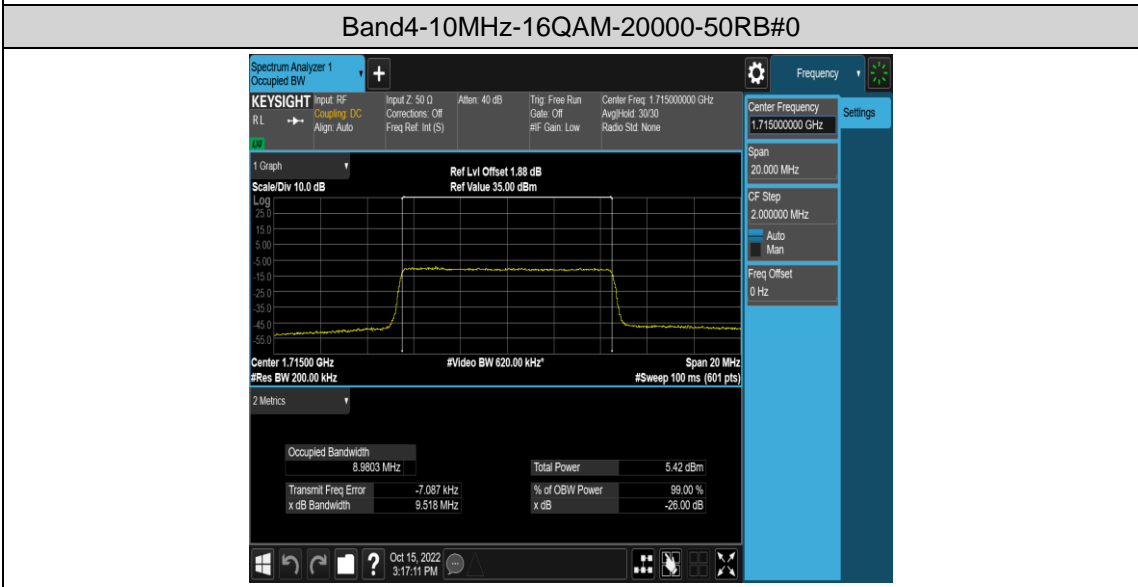 Band4-10MHz-16QAM-20000-50RB#0
Spectrum Analyzer 1
Occupied BW
+
Frequency
KEYSIGHT
RL
Input: RF
Coupling: DC
Align: Auto
Input Z: 50 Ω
Corrections: Off
Freq Ref: Int (S)
Atten: 40 dB
Trig: Free Run
Gate: Off
#IF Gain: Low
Center Freq: 1.715000000 GHz
Avg|Hold: 30/30
Radio Std: None
Center Frequency
1.715000000 GHz
Settings
Span
20.000 MHz
CF Step
2.000000 MHz
Auto
Man
Freq Offset
0 Hz
1 Graph
Scale/Div 10.0 dB
Ref Lvl Offset 1.88 dB
Ref Value 35.00 dBm
Log
25.0
15.0
5.00
-5.00
-15.0
-25.0
-35.0
-45.0
-55.0
Center 1.71500 GHz
#Res BW 200.00 kHz
#Video BW 620.00 kHz*
Span 20 MHz
#Sweep 100 ms (601 pts)
2 Metrics
Occupied Bandwidth
8.9803 MHz
Total Power 5.42 dBm
Transmit Freq Error -7.087 kHz
% of OBW Power 99.00 %
x dB Bandwidth 9.518 MHz
x dB -26.00 dB
?
Oct 15, 2022
3:17:11 PM